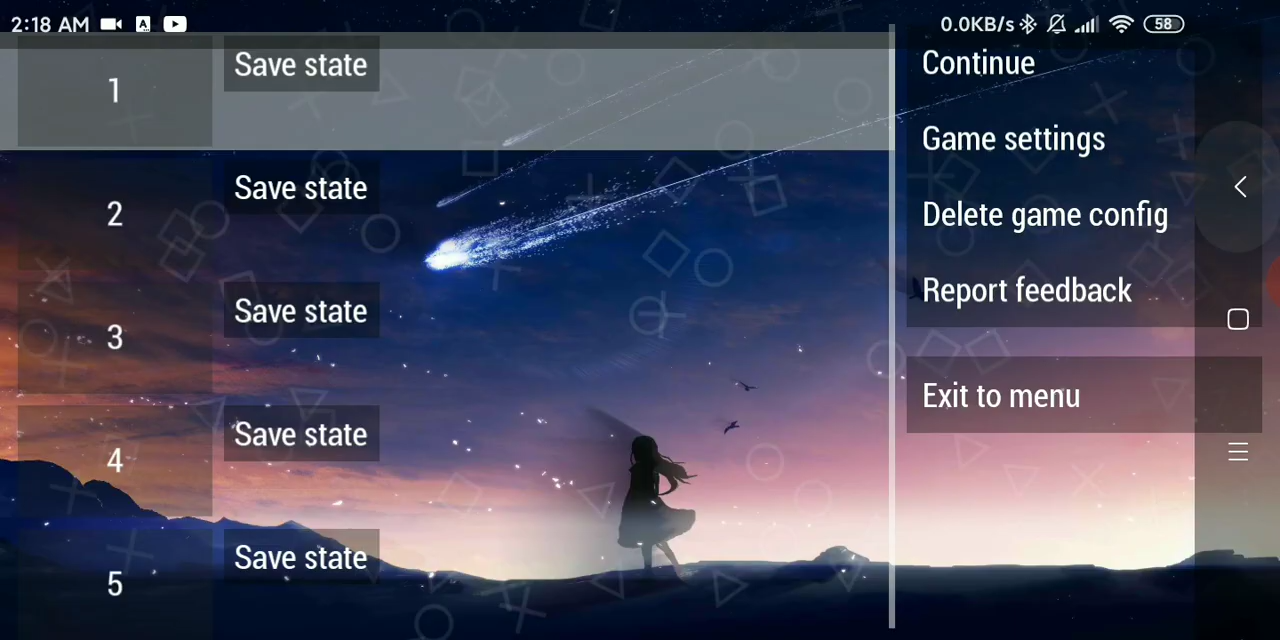 2:18 AM
0.0KB/s
58
1
Save state
2
Save state
3
Save state
4
Save state
5
Save state
Continue
Game settings
Delete game config
Report feedback
Exit to menu